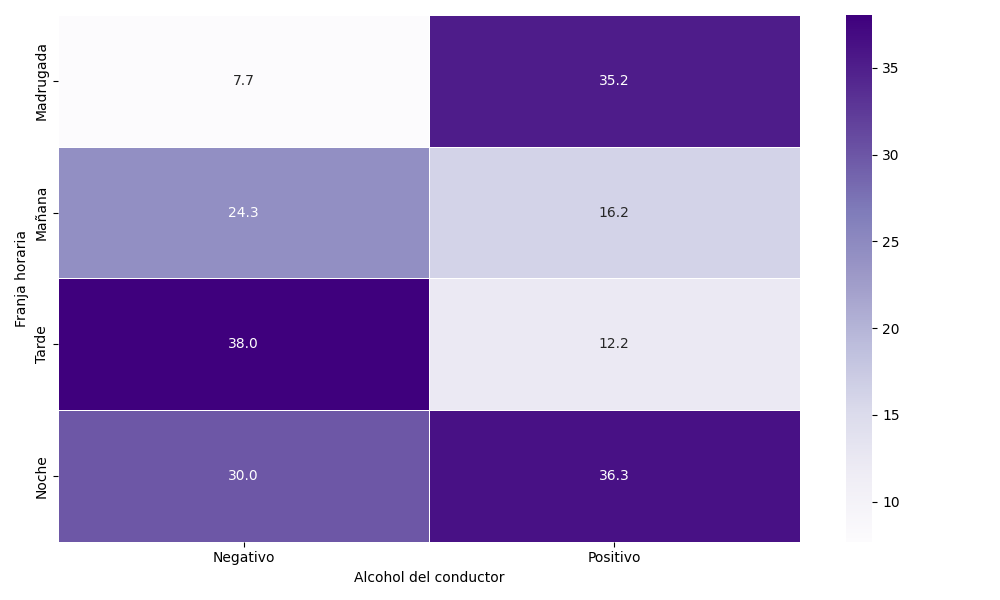 Franja horaria
Madrugada
7.7
35.2
Mañana
24.3
16.2
Tarde
38.0
12.2
Noche
30.0
36.3
Negativo
Positivo
Alcohol del conductor
35
30
25
20
15
10